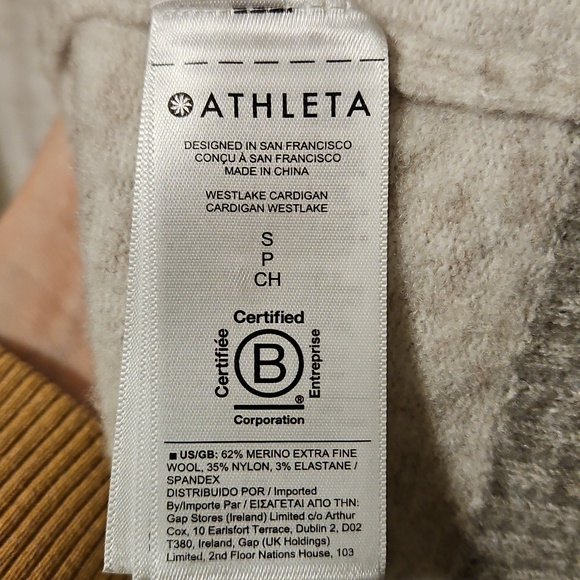 ATHLETA
DESIGNED IN SAN FRANCISCO
CONÇU À SAN FRANCISCO
MADE IN CHINA
WESTLAKE CARDIGAN
CARDIGAN WESTLAKE
S
P
CH
Certified
Certifiée
B
Entreprise
®
Corporation
■ US/GB: 62% MERINO EXTRA FINE
WOOL, 35% NYLON, 3% ELASTANE /
SPANDEX
DISTRIBUIDO POR / Imported
By/Importe Par / ΕΙΣΑΓΕΤΑΙ ΑΠΟ ΤΗΝ:
Gap Stores (Ireland) Limited c/o Arthur
Cox, 10 Earlsfort Terrace, Dublin 2, D02
T380, Ireland, Gap (UK Holdings)
Limited, 2nd Floor Nations House, 103